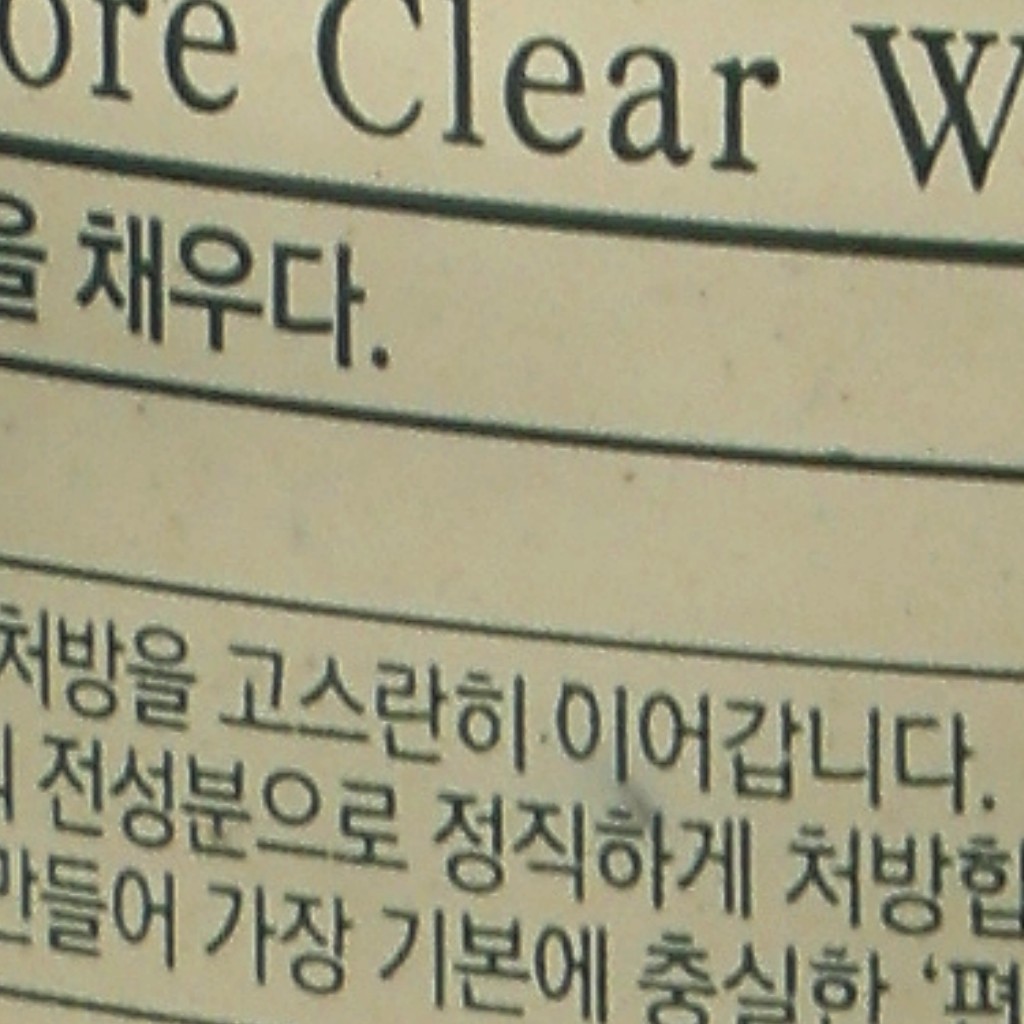 ore Clear W
을 채우다.
처방을 고스란히 이어갑니다.
전성분으로 정직하게 처방합
만들어 가장 기본에 충실한 ‘편